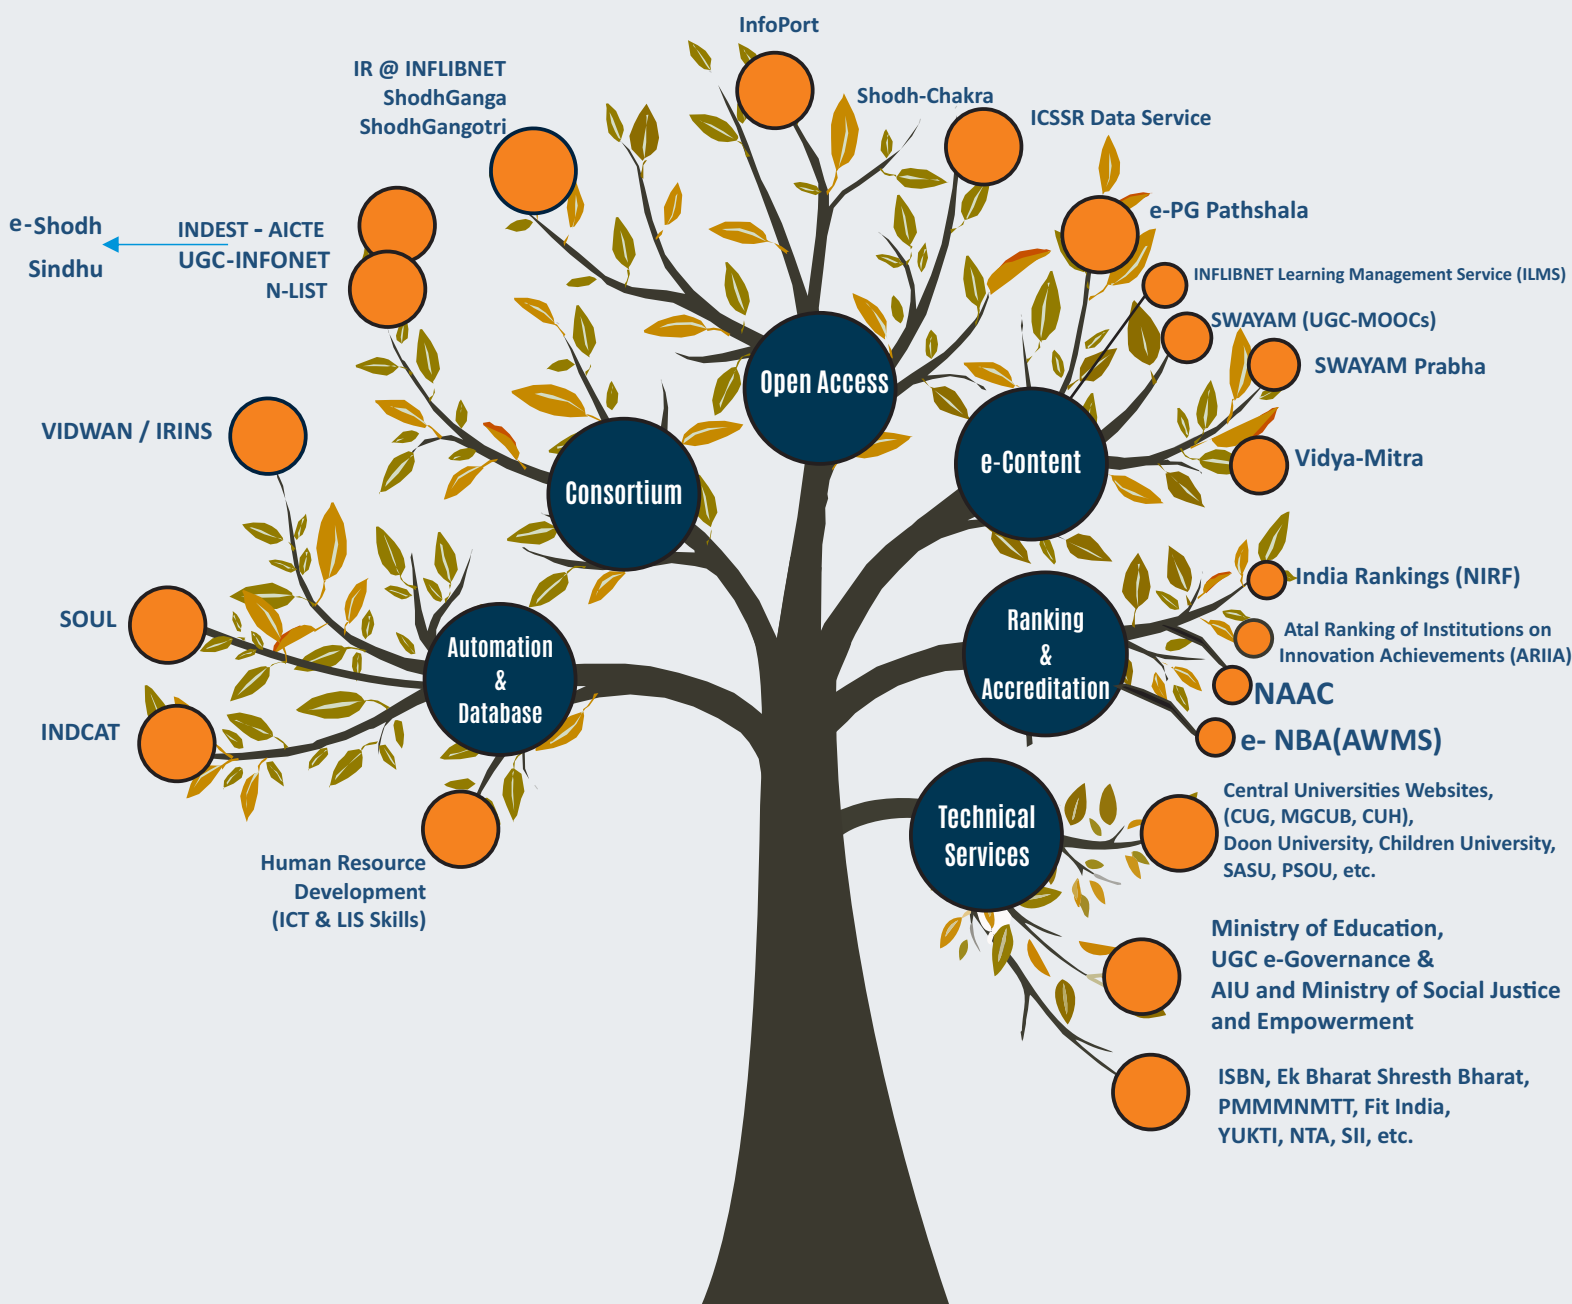 InfoPort
IR @ INFLIBNET
ShodhGanga
ShodhGangotri
Shodh-Chakra
ICSSR Data Service
e-Shodh
Sindhu
INDEST - AICTE
UGC-INFONET
N-LIST
e-PG Pathshala
INFLIBNET Learning Management Service (ILMS)
SWAYAM (UGC-MOOCs)
SWAYAM Prabha
Vidya-Mitra
Open Access
e-Content
Consortium
VIDWAN / IRINS
SOUL
INDCAT
Automation
&
Database
Human Resource
Development
(ICT & LIS Skills)
Ranking
&
Accreditation
India Rankings (NIRF)
Atal Ranking of Institutions on
Innovation Achievements (ARIIA)
NAAC
e- NBA(AWMS)
Technical
Services
Central Universities Websites,
(CUG, MGCUB, CUH),
Doon University, Children University,
SASU, PSOU, etc.
Ministry of Education,
UGC e-Governance &
AIU and Ministry of Social Justice
and Empowerment
ISBN, Ek Bharat Shresth Bharat,
PMMMNMTT, Fit India,
YUKTI, NTA, SII, etc.